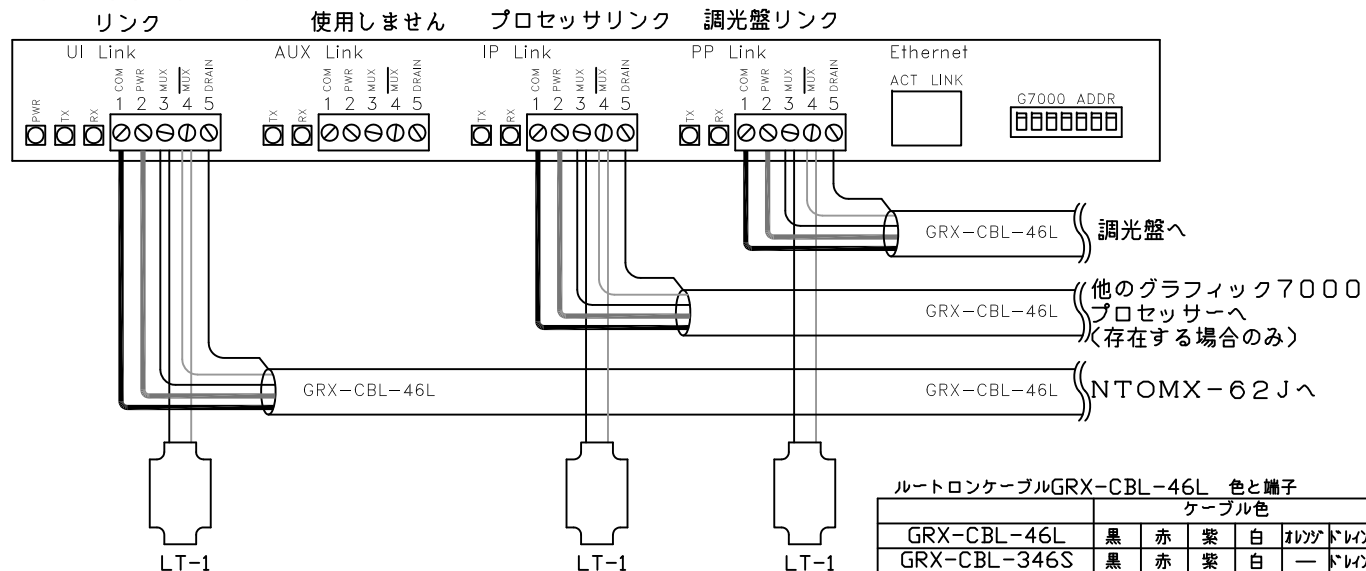 リンク 使用しません プロセッサリンク 調光盤リンク
UI Link AUX Link IP Link PP Link Ethernet
PWR TX RX COM PWR MUX MUX DRAIN TX RX COM PWR MUX MUX DRAIN TX RX COM PWR MUX MUX DRAIN TX RX COM PWR MUX MUX DRAIN ACT LINK G7000 ADDR
1 2 3 4 5 1 2 3 4 5 1 2 3 4 5 1 2 3 4 5
GRX-CBL-46L 調光盤へ
他のグラフィック7000
GRX-CBL-46L プロセッサーへ
(存在する場合のみ)
GRX-CBL-46L GRX-CBL-46L NTOMX-62Jへ
LT-1 LT-1 LT-1
ルートロンケーブルGRX-CBL-46L 色と端子
ケーブル色
GRX-CBL-46L 黒 赤 紫 白 オレンジ ドレイン
GRX-CBL-346S 黒 赤 紫 白 — ドレイン